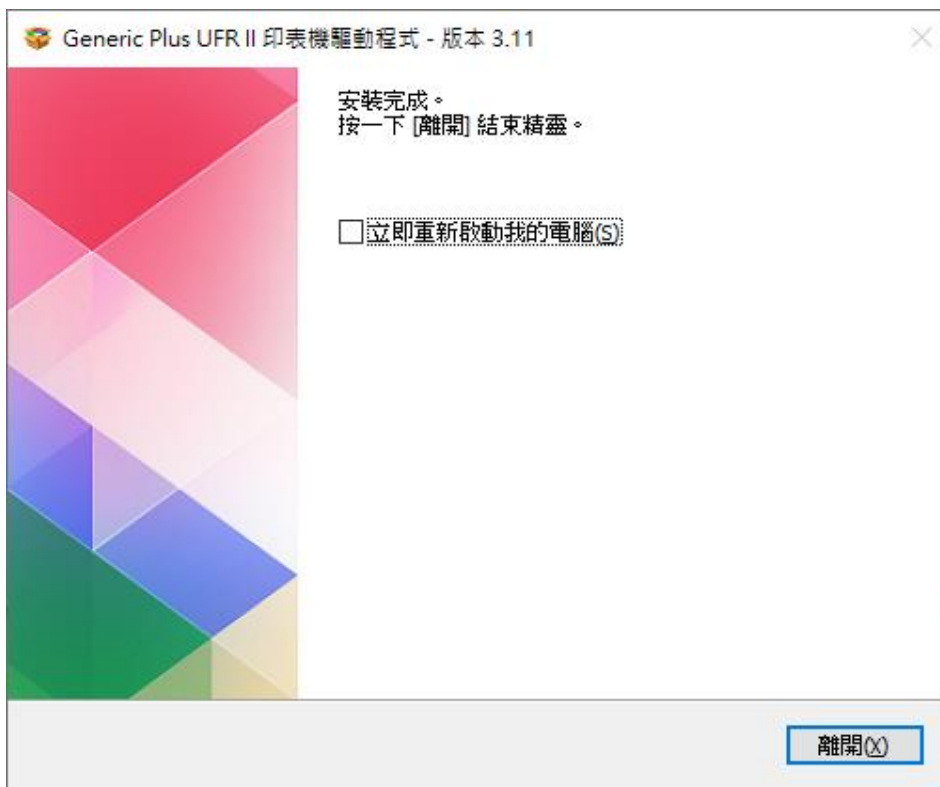 Generic Plus UFR II 印表機驅動程式 - 版本 3.11
安裝完成。
按一下 [離開] 結束精靈。
立即重新啟動我的電腦(S)
離開(X)